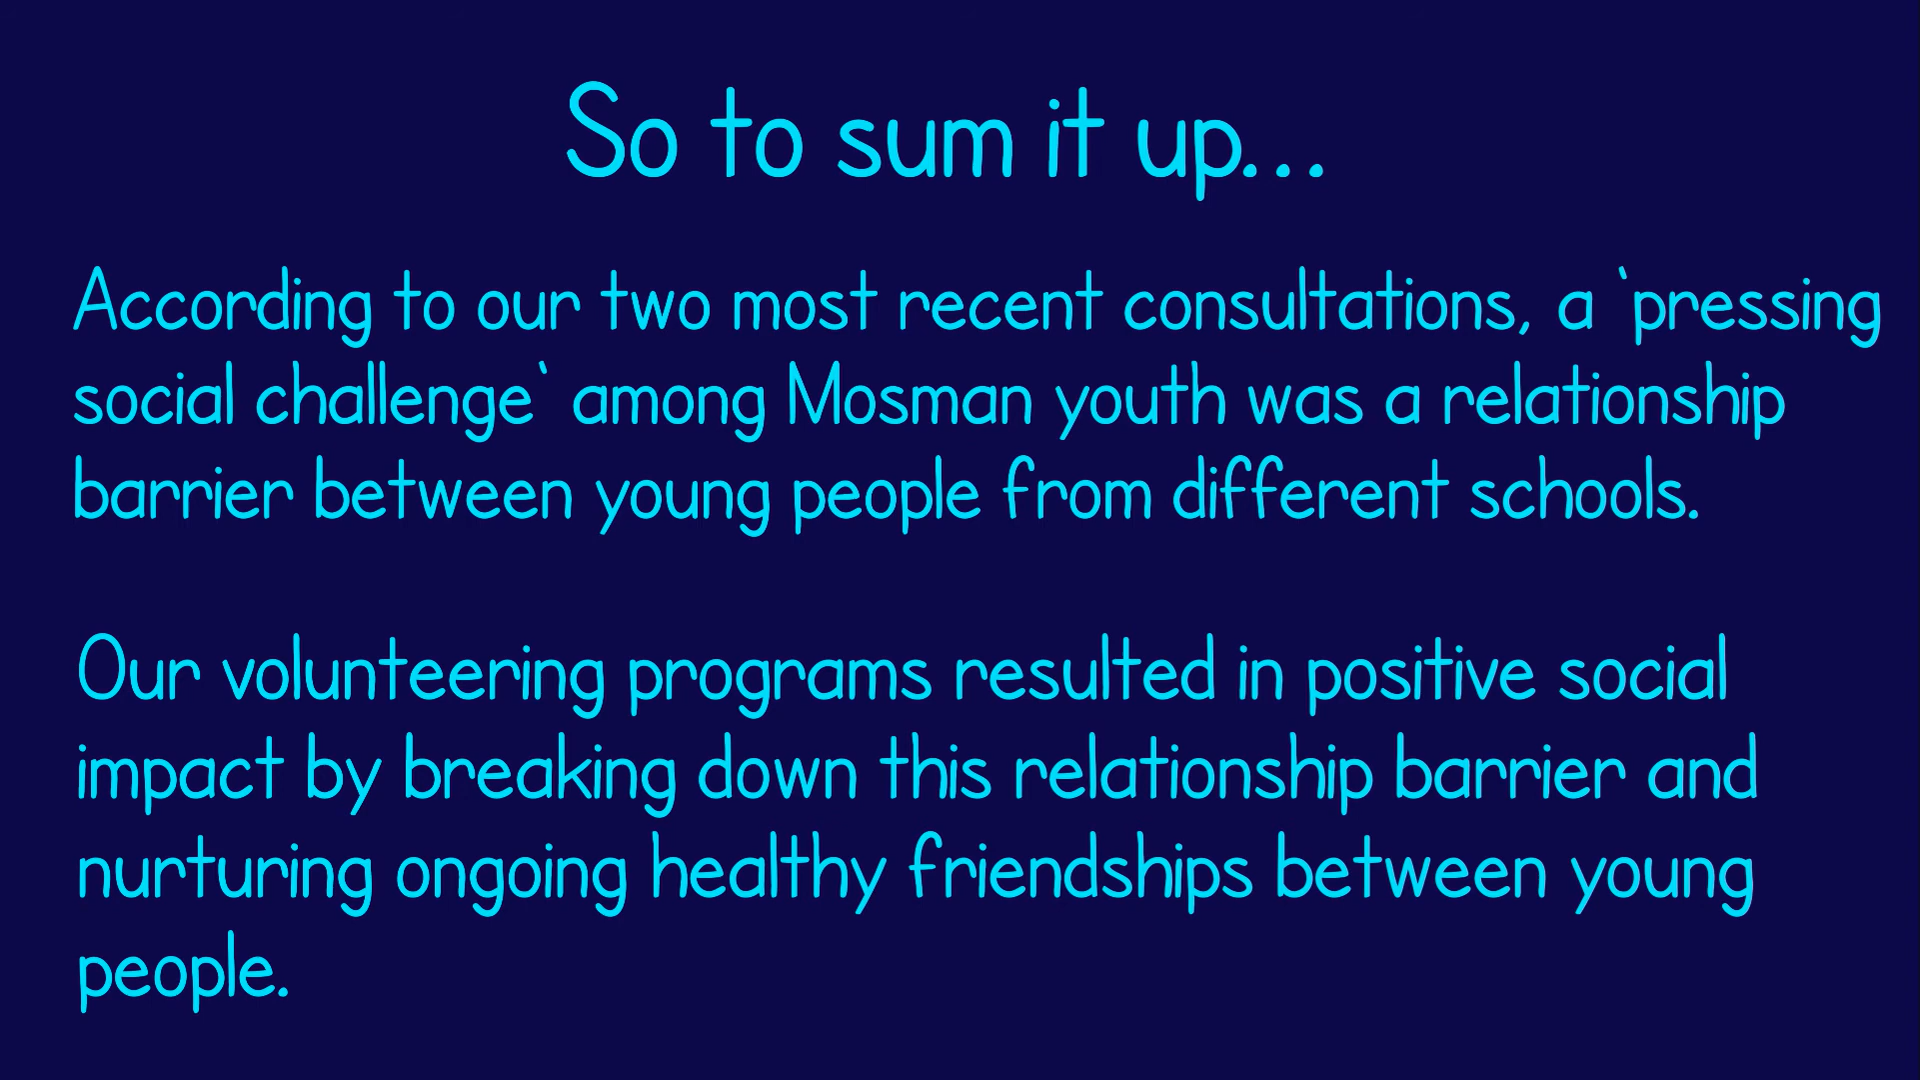 So to sum it up...
According to our two most recent consultations, a `pressing
social challenge` among Mosman youth was a relationship
barrier between young people from different schools.
Our volunteering programs resulted in positive social
impact by breaking down this relationship barrier and
nurturing ongoing healthy friendships between young
people.